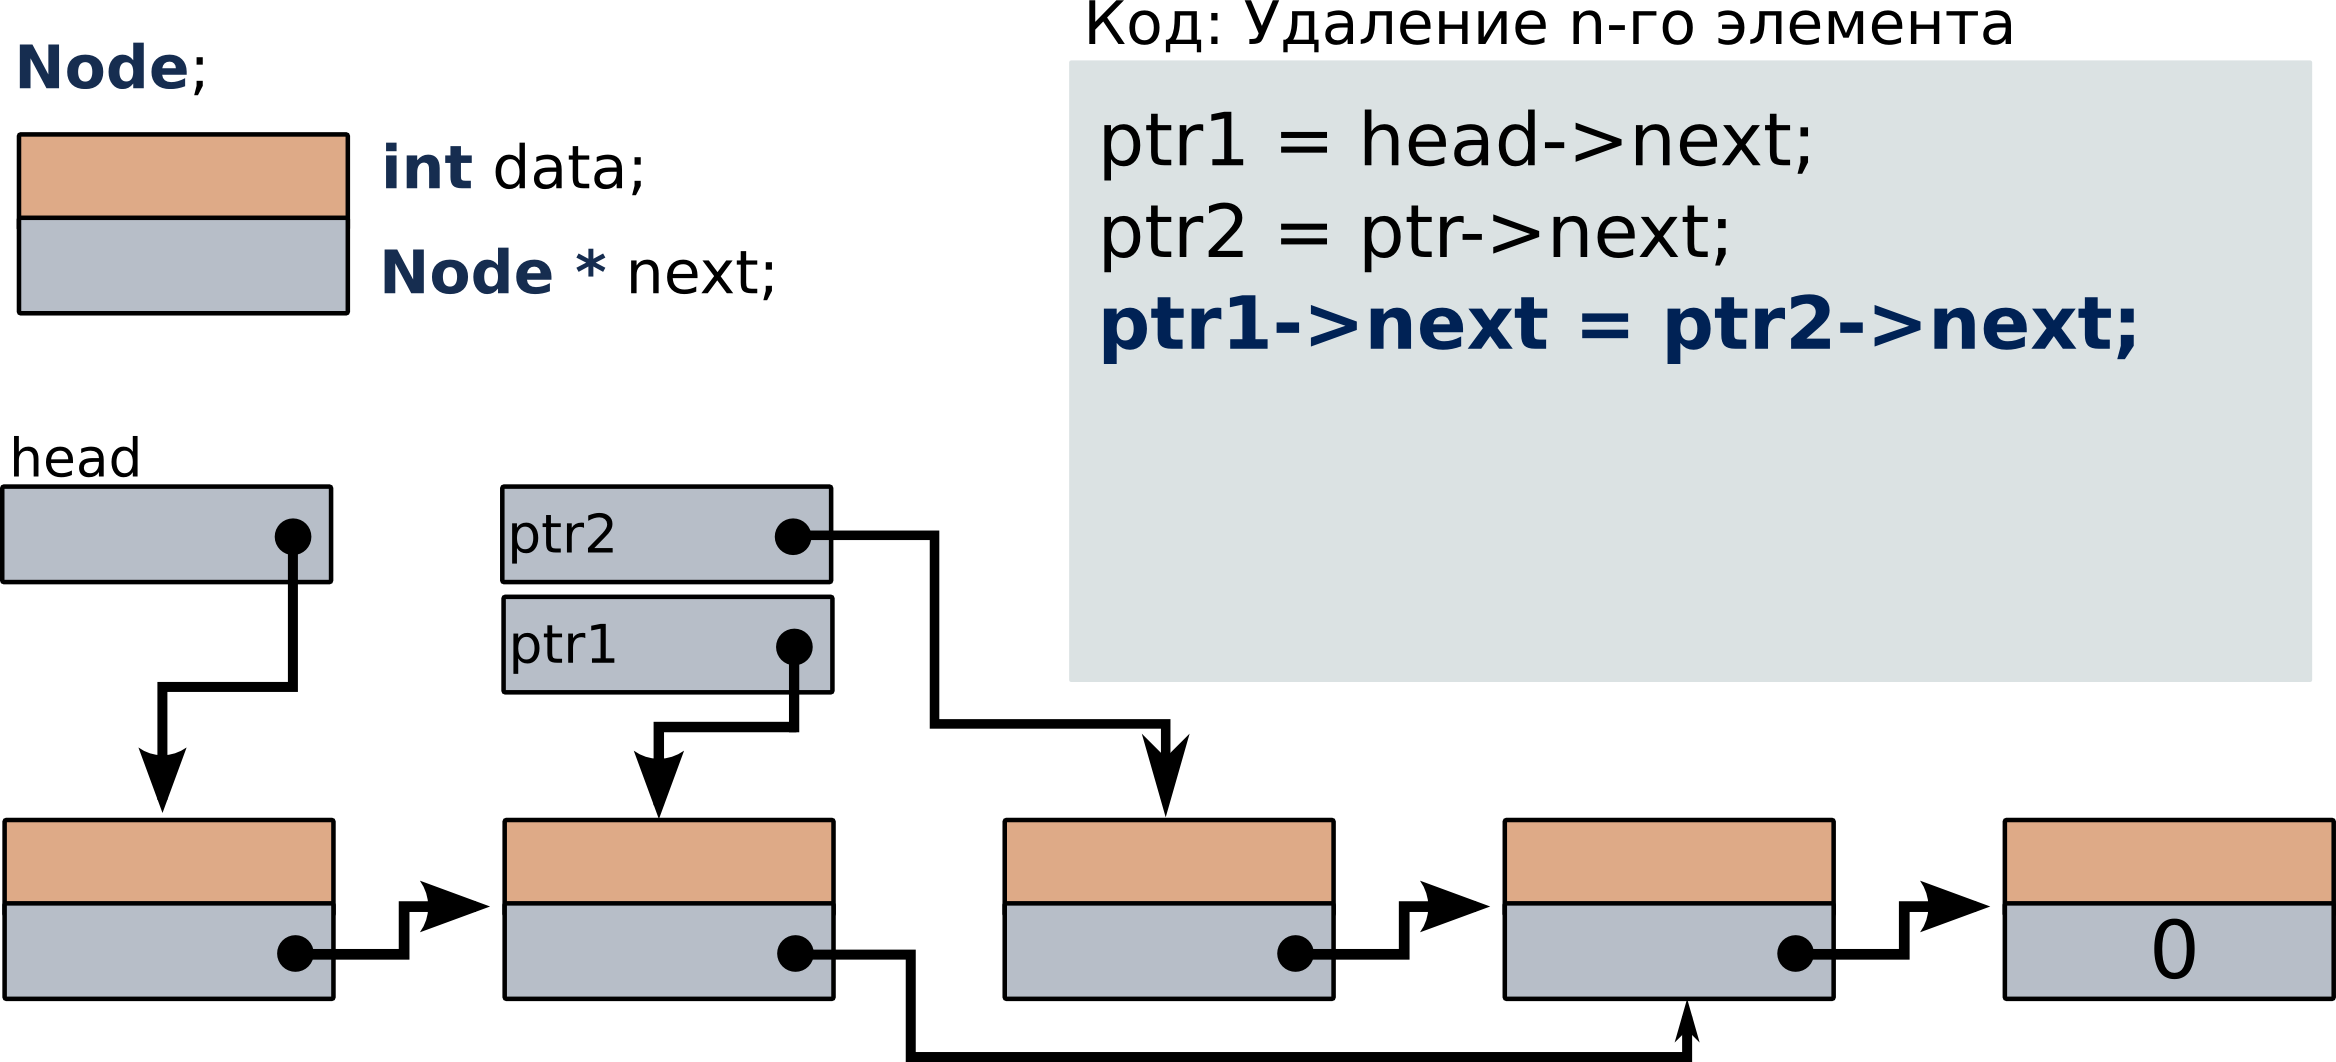 Node;
int data;
Node * next;
Код: Удаление n-го элемента
ptr1 = head->next;
ptr2 = ptr->next;
ptr1->next = ptr2->next;
head
ptr2
ptr1
0